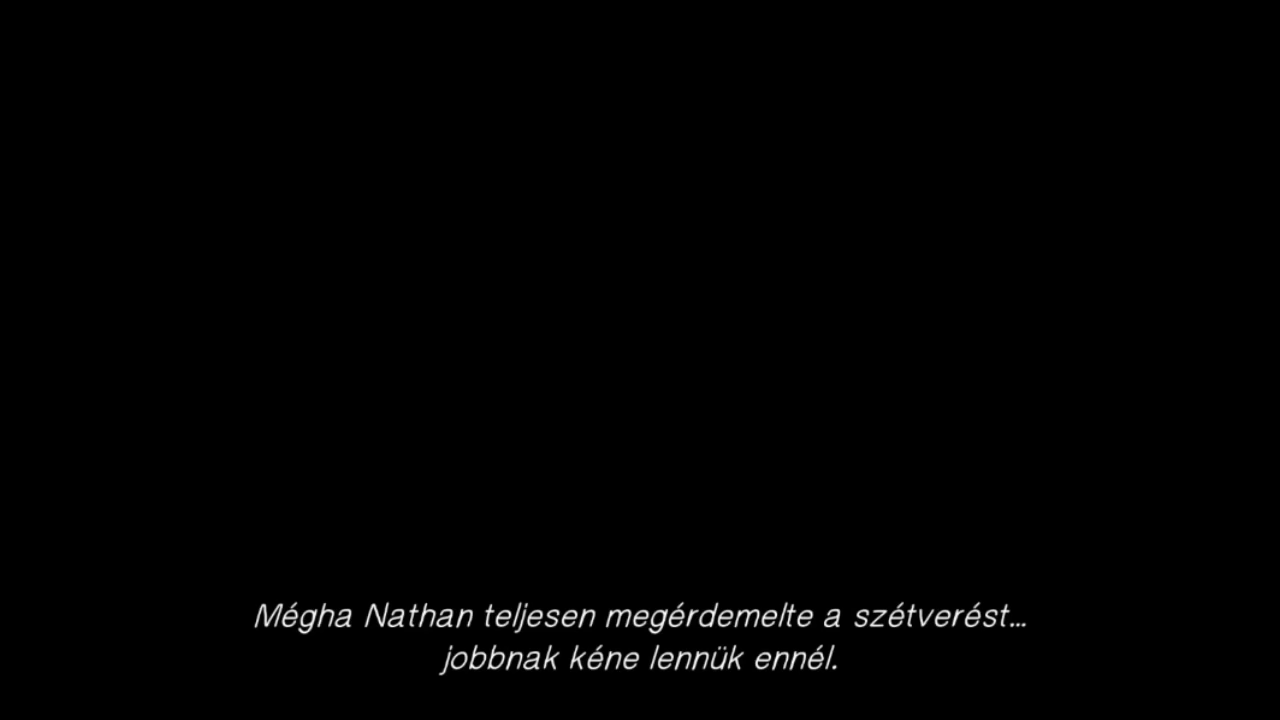 Mégha Nathan teljesen megérdemelte a szétverést...
jobbnak kéne lennük ennél.